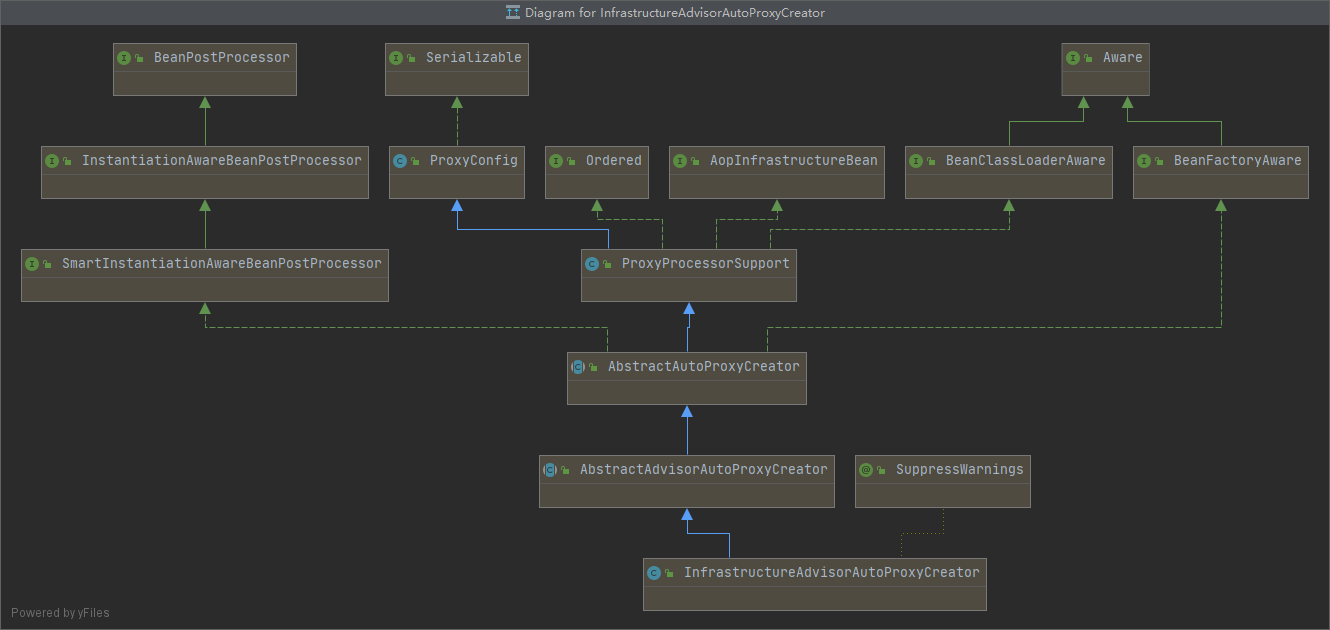 Diagram for InfrastructureAdvisorAutoProxyCreator
BeanPostProcessor
Serializable
Aware
InstantiationAwareBeanPostProcessor
ProxyConfig
Ordered
AopInfrastructureBean
BeanClassLoaderAware
BeanFactoryAware
SmartInstantiationAwareBeanPostProcessor
ProxyProcessorSupport
AbstractAutoProxyCreator
AbstractAdvisorAutoProxyCreator
SuppressWarnings
InfrastructureAdvisorAutoProxyCreator
Powered by yFiles